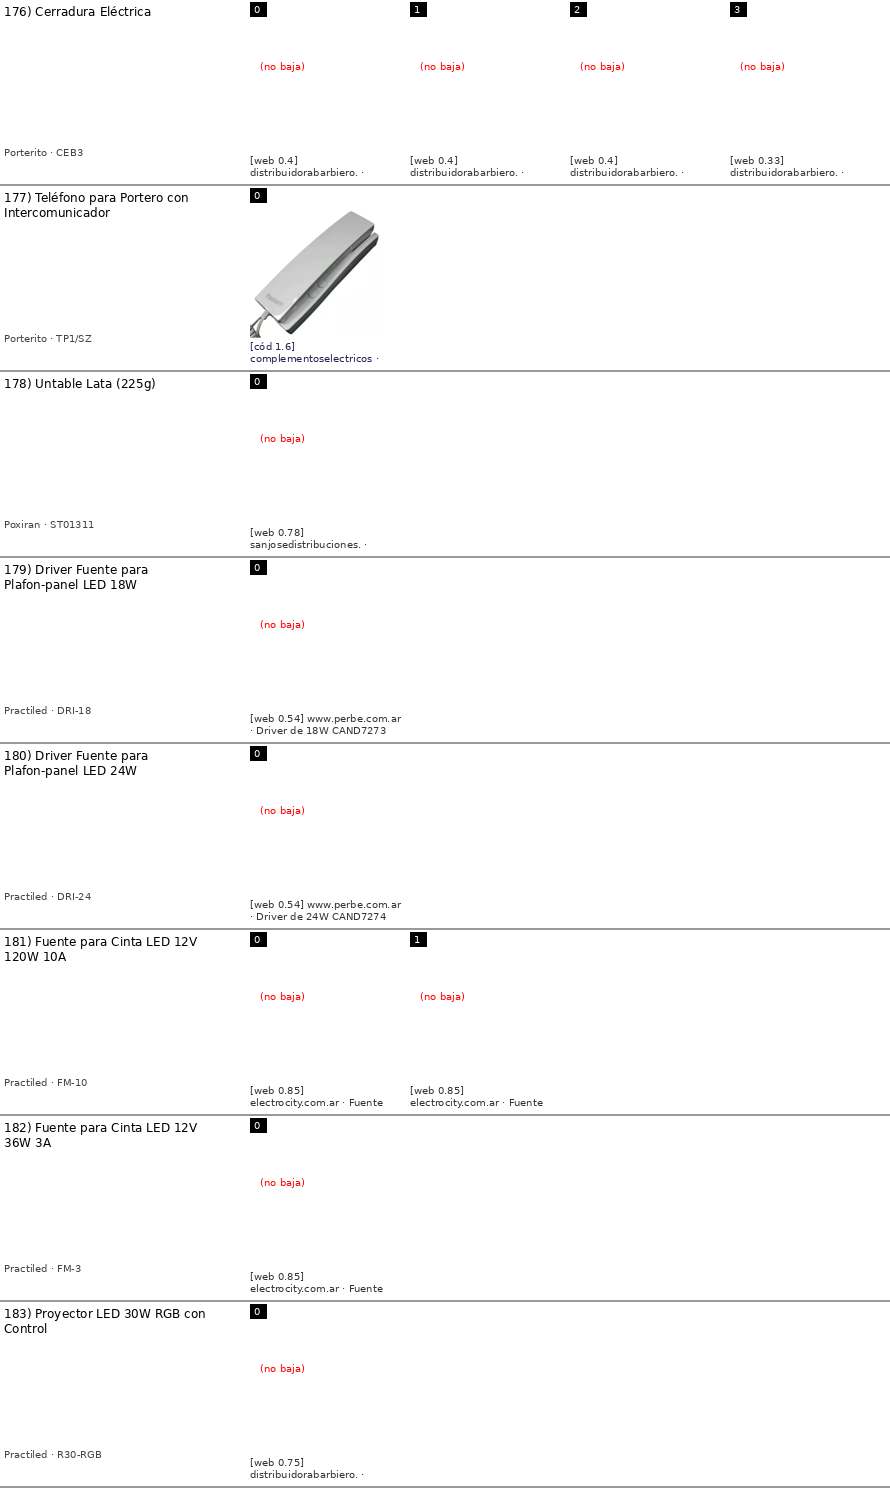 176) Cerradura Eléctrica
0
1
2
3
(no baja)
(no baja)
(no baja)
(no baja)
Porterito · CEB3
[web 0.4]
distribuidorabarbiero. ·
[web 0.4]
distribuidorabarbiero. ·
[web 0.4]
distribuidorabarbiero. ·
[web 0.33]
distribuidorabarbiero. ·
177) Teléfono para Portero con
Intercomunicador
0
Porterito · TP1/SZ
[cód 1.6]
complementoselectricos ·
178) Untable Lata (225g)
0
(no baja)
Poxiran · ST01311
[web 0.78]
sanjosedistribuciones. ·
179) Driver Fuente para
Plafon-panel LED 18W
0
(no baja)
Practiled · DRI-18
[web 0.54] www.perbe.com.ar
· Driver de 18W CAND7273
180) Driver Fuente para
Plafon-panel LED 24W
0
(no baja)
Practiled · DRI-24
[web 0.54] www.perbe.com.ar
· Driver de 24W CAND7274
181) Fuente para Cinta LED 12V
120W 10A
0
1
(no baja)
(no baja)
Practiled · FM-10
[web 0.85]
electrocity.com.ar · Fuente
[web 0.85]
electrocity.com.ar · Fuente
182) Fuente para Cinta LED 12V
36W 3A
0
(no baja)
Practiled · FM-3
[web 0.85]
electrocity.com.ar · Fuente
183) Proyector LED 30W RGB con
Control
0
(no baja)
Practiled · R30-RGB
[web 0.75]
distribuidorabarbiero. ·